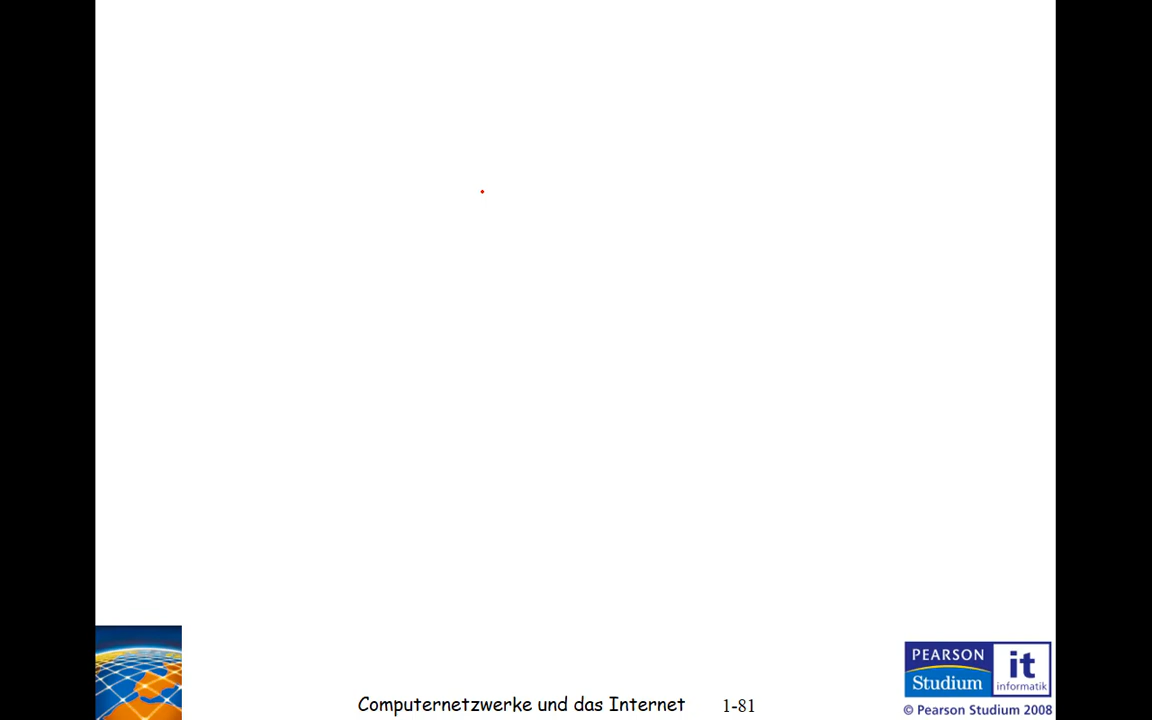 PEARSON
Studium
it
informatik
Computernetzwerke und das Internet 1-81
© Pearson Studium 2008